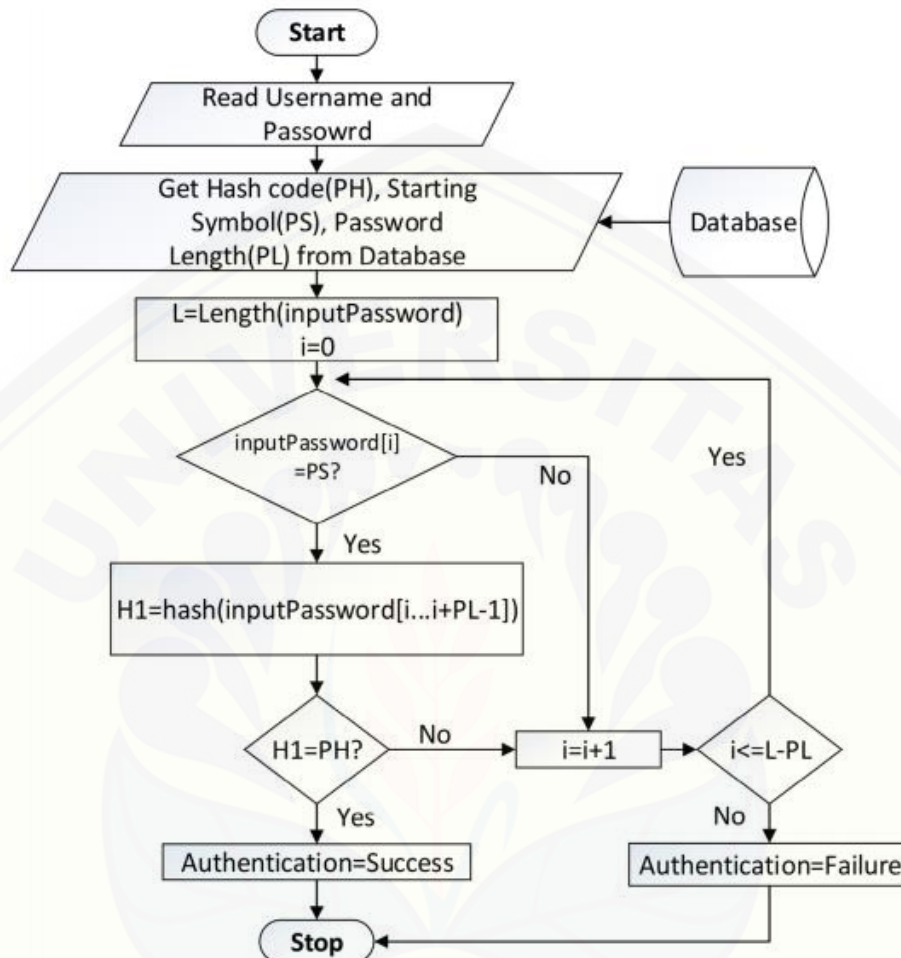 Start
Read Username and
Passowrd
Get Hash code(PH), Starting
Symbol(PS), Password
Length(PL) from Database
Database
L=Length(inputPassword)
i=0
inputPassword[i]
=PS?
No
Yes
Yes
H1=hash(inputPassword[i...i+PL-1])
H1=PH?
No
i=i+1
i<=L-PL
Yes
No
Authentication=Success
Authentication=Failure
Stop
UNIVERSITAS